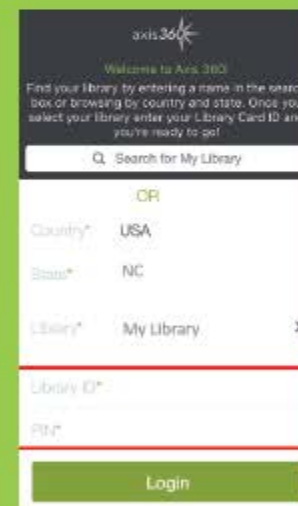 axis360
Welcome to Axis 360
Find your library by entering a name in the search
box or browsing by country and state. Once you
select your library enter your Library Card ID and
you're ready to go!
Search for My Library
OR
Country* USA
State* NC
Library* My Library
Library ID*
PIN*
Login